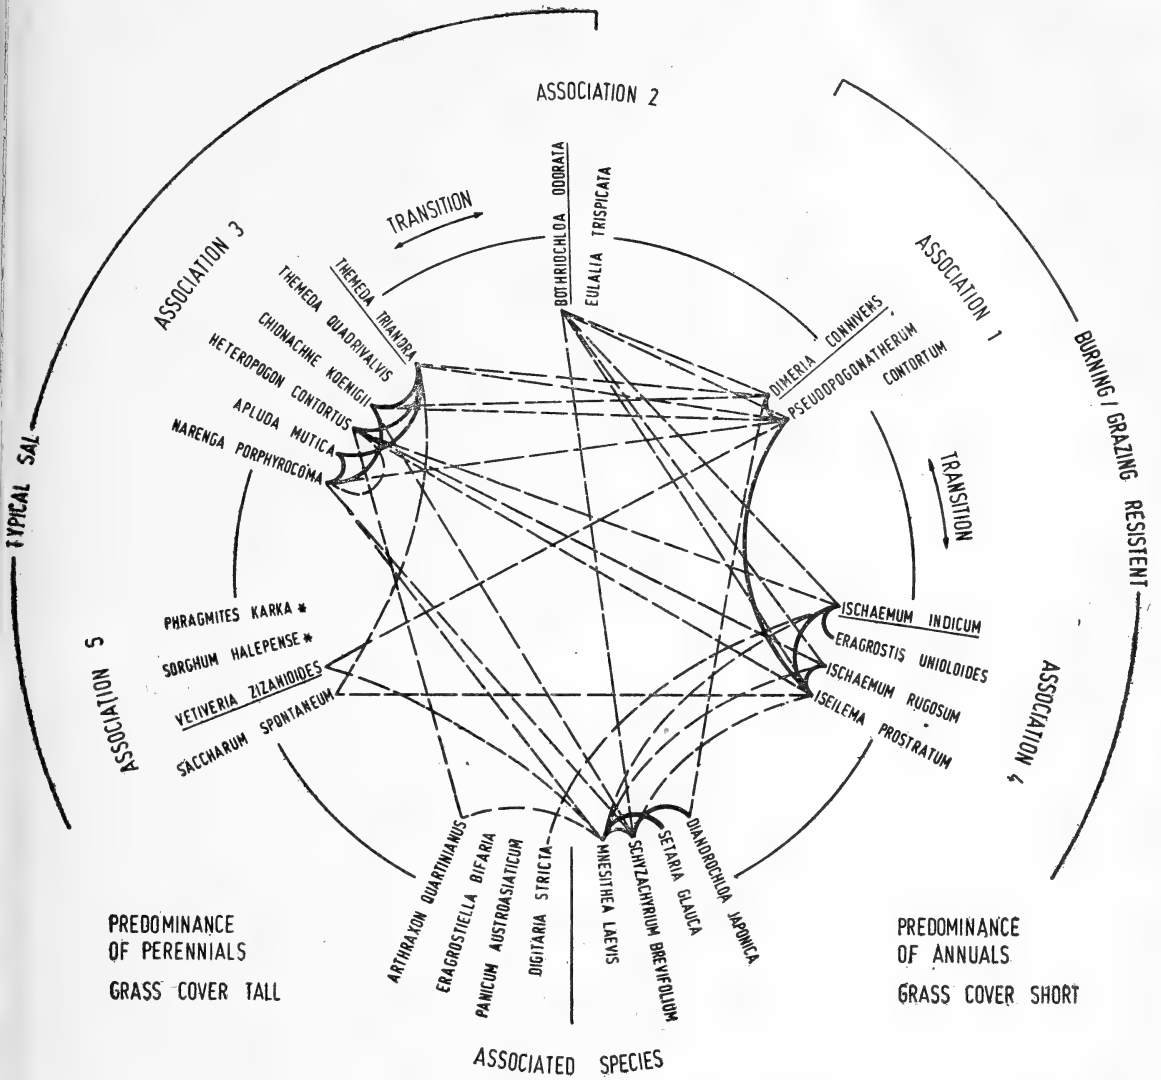 ASSOCIATION 2
BOTHRIOCHLOA ODORATA
EULALIA TRISPICATA
TRANSITION
ASSOCIATION 3
THEMEDA TRIANDRA
THEMEDA QUADRIVALVIS
CHIONACHNE KOENIGII
HETEROPOGON CONTORTUS
APLUDA MUTICA
NARENGA PORPHYROCOMA
TYPICAL SAL
ASSOCIATION 1
DIMERIA CONNIVENS
PSEUDOPOGONATHERUM
CONTORTUM
BURNING/GRAZING RESISTENT
TRANSITION
ISCHAEMUM INDICUM
ERAGROSTIS UNIOLOIDES
ISCHAEMUM RUGOSUM
ISEILEMA PROSTRATUM
ASSOCIATION 4
ASSOCIATION 5
PHRAGMITES KARKA *
SORGHUM HALEPENSE *
VETIVERIA ZIZANIOIDES
SACCHARUM SPONTANEUM
ARTHRAXON QUARTINIANUS
ERAGROSTIELLA BIFARIA
PANICUM AUSTROASIATICUM
DIGITARIA STRICTA
MNESITHEA LAEVIS
SCHYZACHYRIUM BREVIFOLIUM
SETARIA GLAUCA
DIANDROCHLOA JAPONICA
PREDOMINANCE
OF PERENNIALS
GRASS COVER TALL
PREDOMINANCE
OF ANNUALS
GRASS COVER SHORT
ASSOCIATED SPECIES